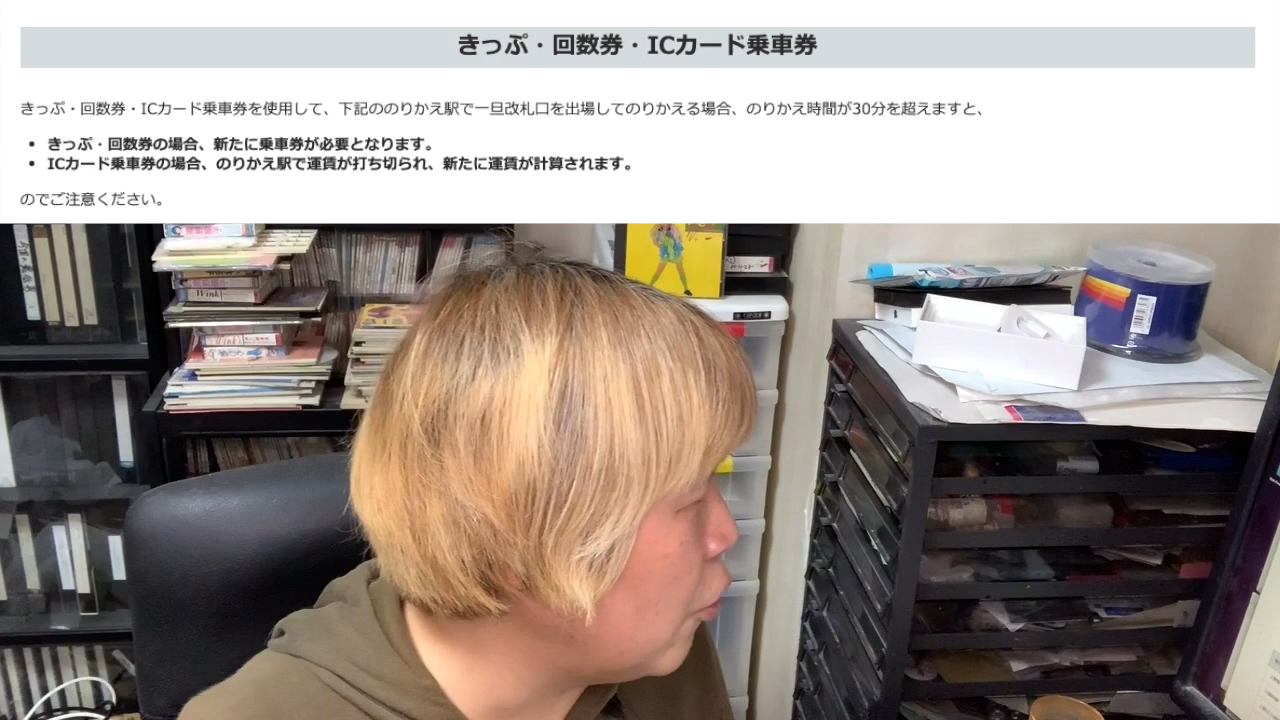 きっぷ・回数券・ICカード乗車券
きっぷ・回数券・ICカード乗車券を使用して、下記ののりかえ駅で一旦改札口を出場してのりかえる場合、のりかえ時間が30分を超えますと、
• きっぷ・回数券の場合、新たに乗車券が必要となります。
• ICカード乗車券の場合、のりかえ駅で運賃が打ち切られ、新たに運賃が計算されます。
のでご注意ください。
Wink